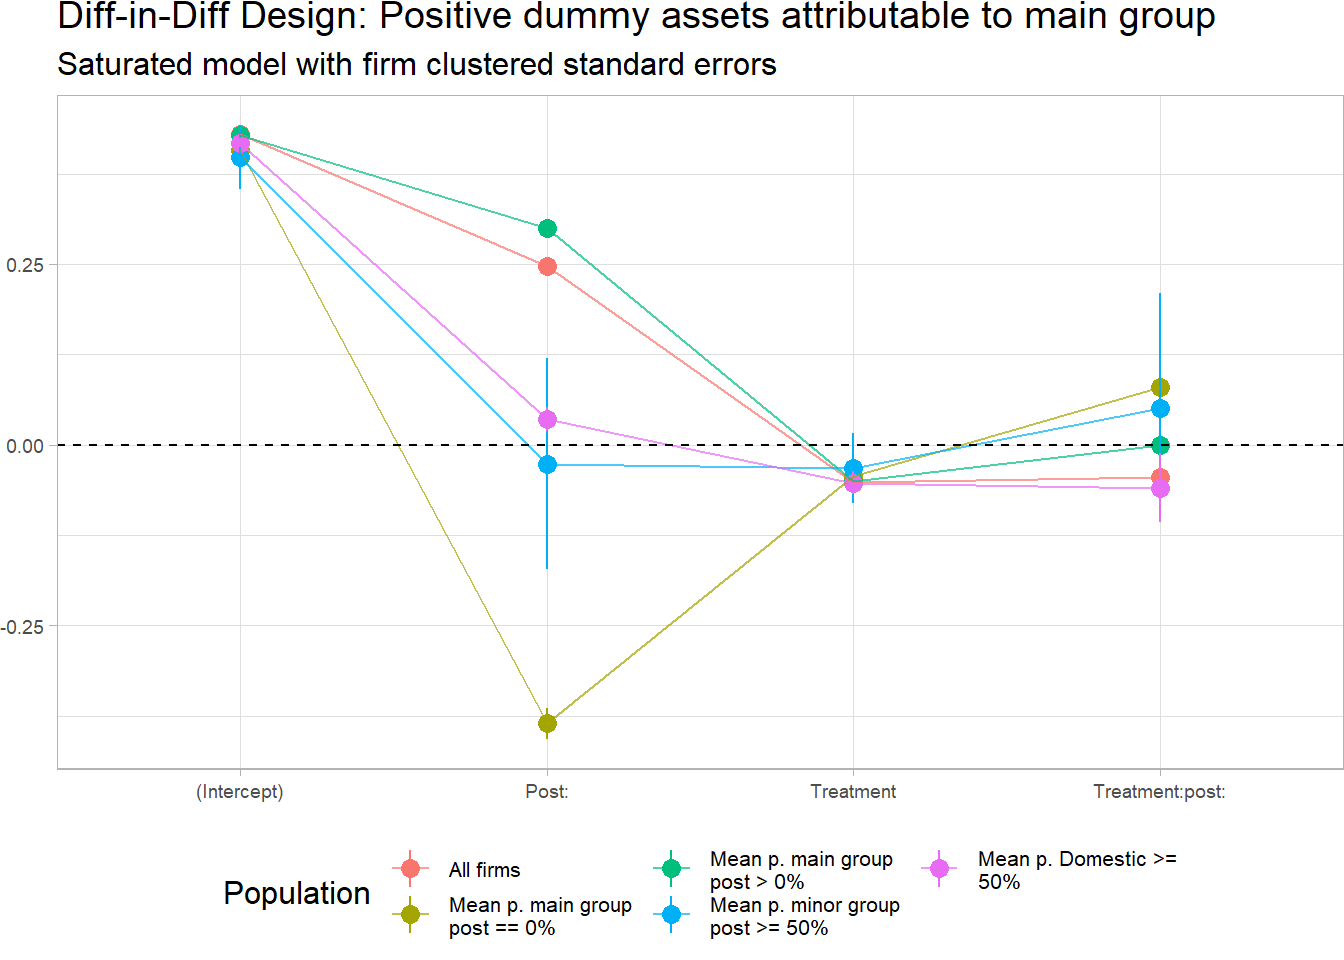 Diff-in-Diff Design: Positive dummy assets attributable to main group
Saturated model with firm clustered standard errors
0.25
0.00
-0.25
(Intercept)
Post:
Treatment
Treatment:post:
Population
All firms
Mean p. main group
post == 0%
Mean p. main group
post > 0%
Mean p. minor group
post >= 50%
Mean p. Domestic >=
50%